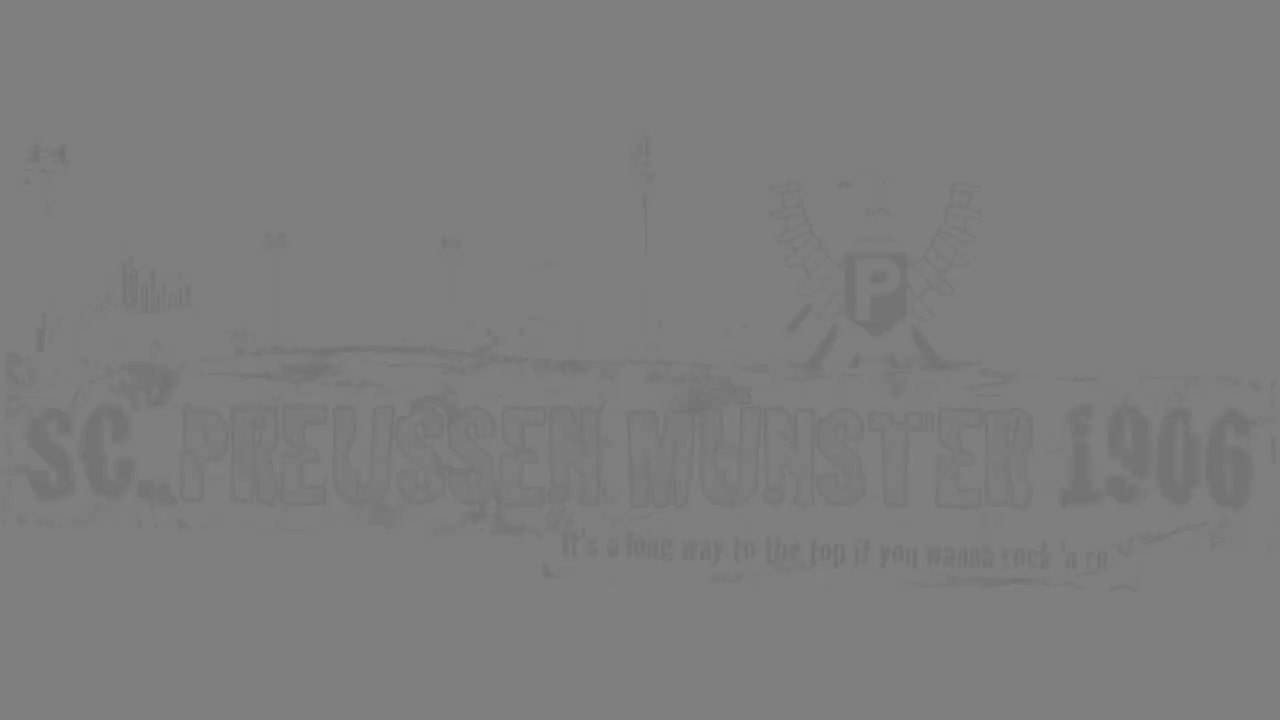 P
SC PREUSSEN MÜNSTER 1906
It's a long way to the top if you wanna rock 'n ro